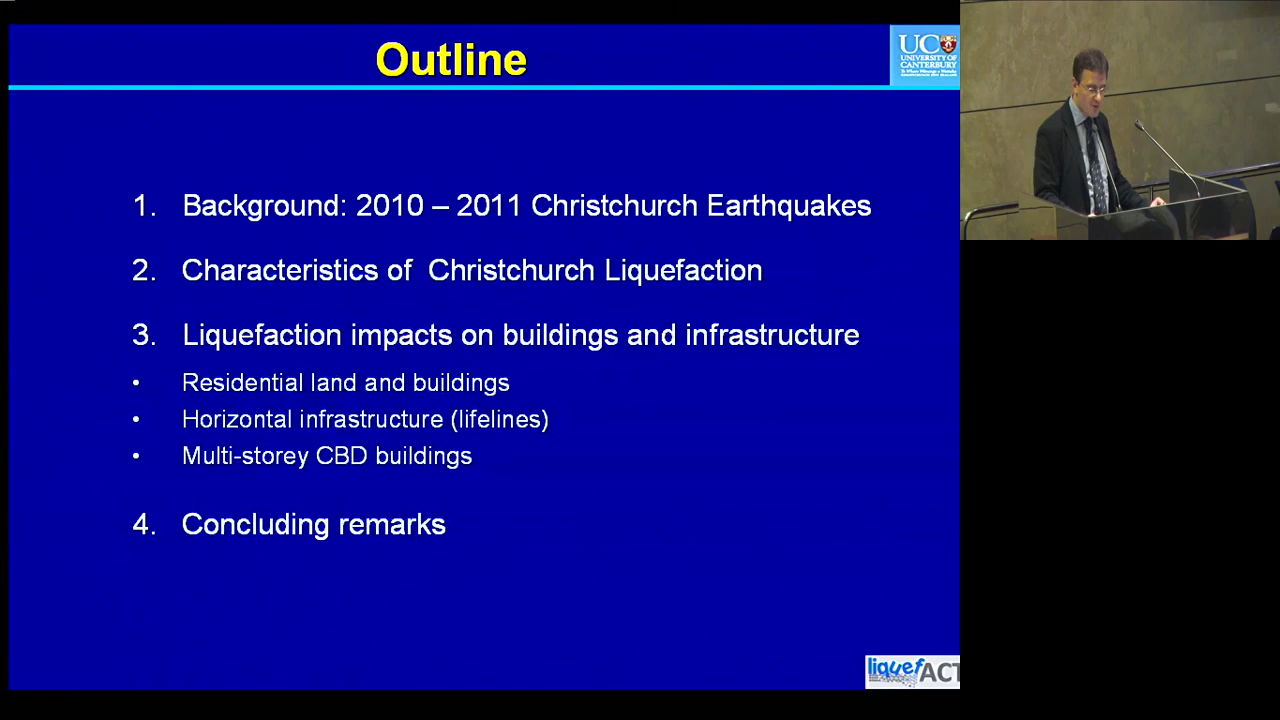 Outline
UC
UNIVERSITY OF
CANTERBURY
1. Background: 2010 – 2011 Christchurch Earthquakes
2. Characteristics of Christchurch Liquefaction
3. Liquefaction impacts on buildings and infrastructure
• Residential land and buildings
• Horizontal infrastructure (lifelines)
• Multi-storey CBD buildings
4. Concluding remarks
liquefACT